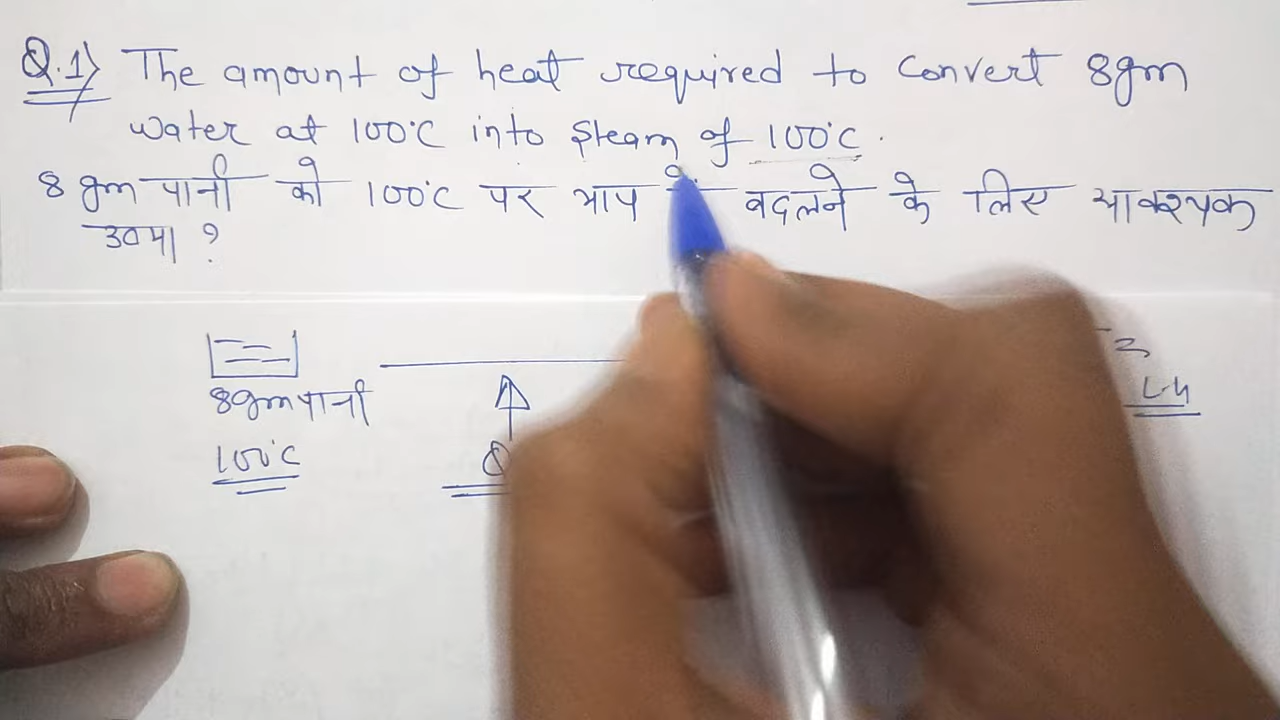 Q.1) The amount of heat required to convert 8gm
water at 100°C into steam of 100°C.
8 gm पानी को 100°C पर भाप बदलने के लिए आवश्यक
उष्मा ?
8gm पानी
100°C
Q